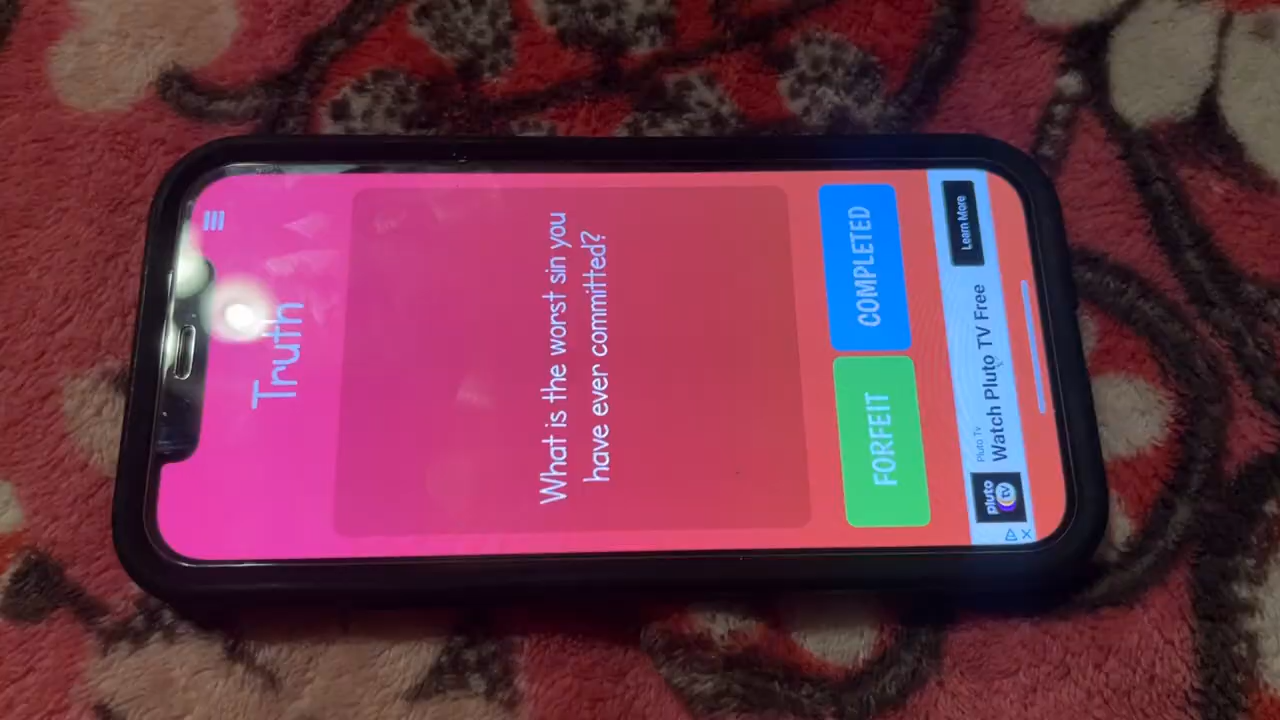 Truth
What is the worst sin you
have ever committed?
FORFEIT
COMPLETED
pluto
tv
Pluto Tv
Watch Pluto TV Free
Learn More